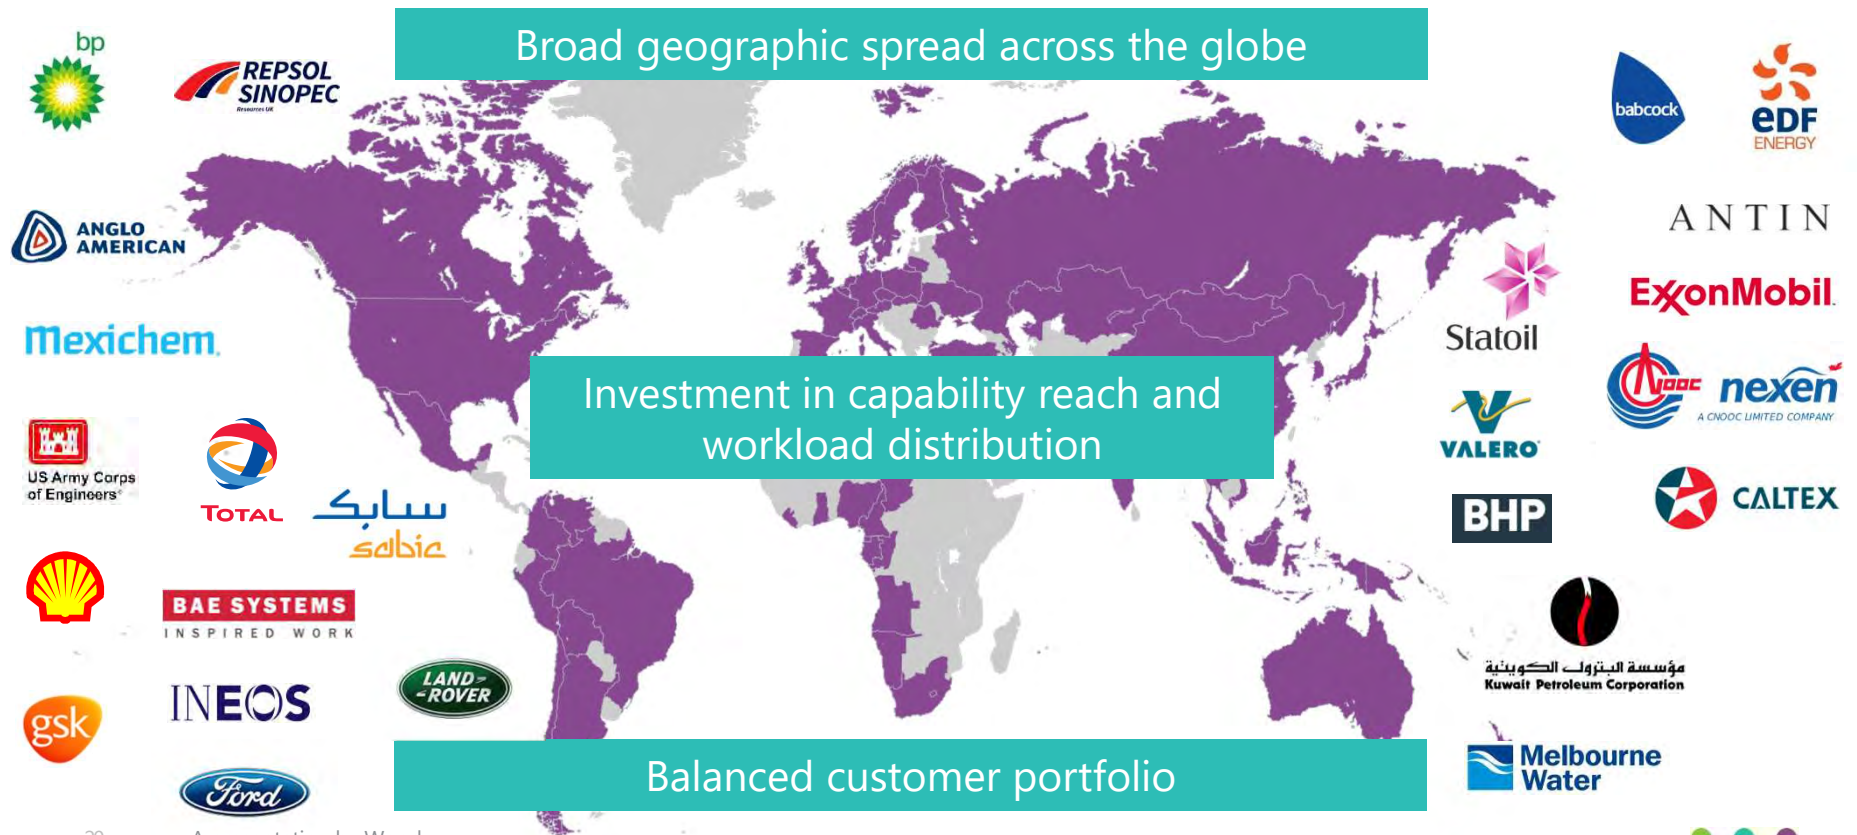 Broad geographic spread across the globe
bp
REPSOL
SINOPEC
Resources UK
babcock
eDF
ENERGY
ANGLO
AMERICAN
ANTIN
ExxonMobil
Statoil
Mexichem.
Investment in capability reach and
workload distribution
nexen
A CNOOC LIMITED COMPANY
VALERO
US Army Corps
of Engineers
TOTAL
سابك
sabic
BHP
CALTEX
BAE SYSTEMS
INSPIRED WORK
مؤسسة البترول الكويتية
Kuwait Petroleum Corporation
LAND-
-ROVER
INEOS
gsk
Ford
Balanced customer portfolio
Melbourne
Water